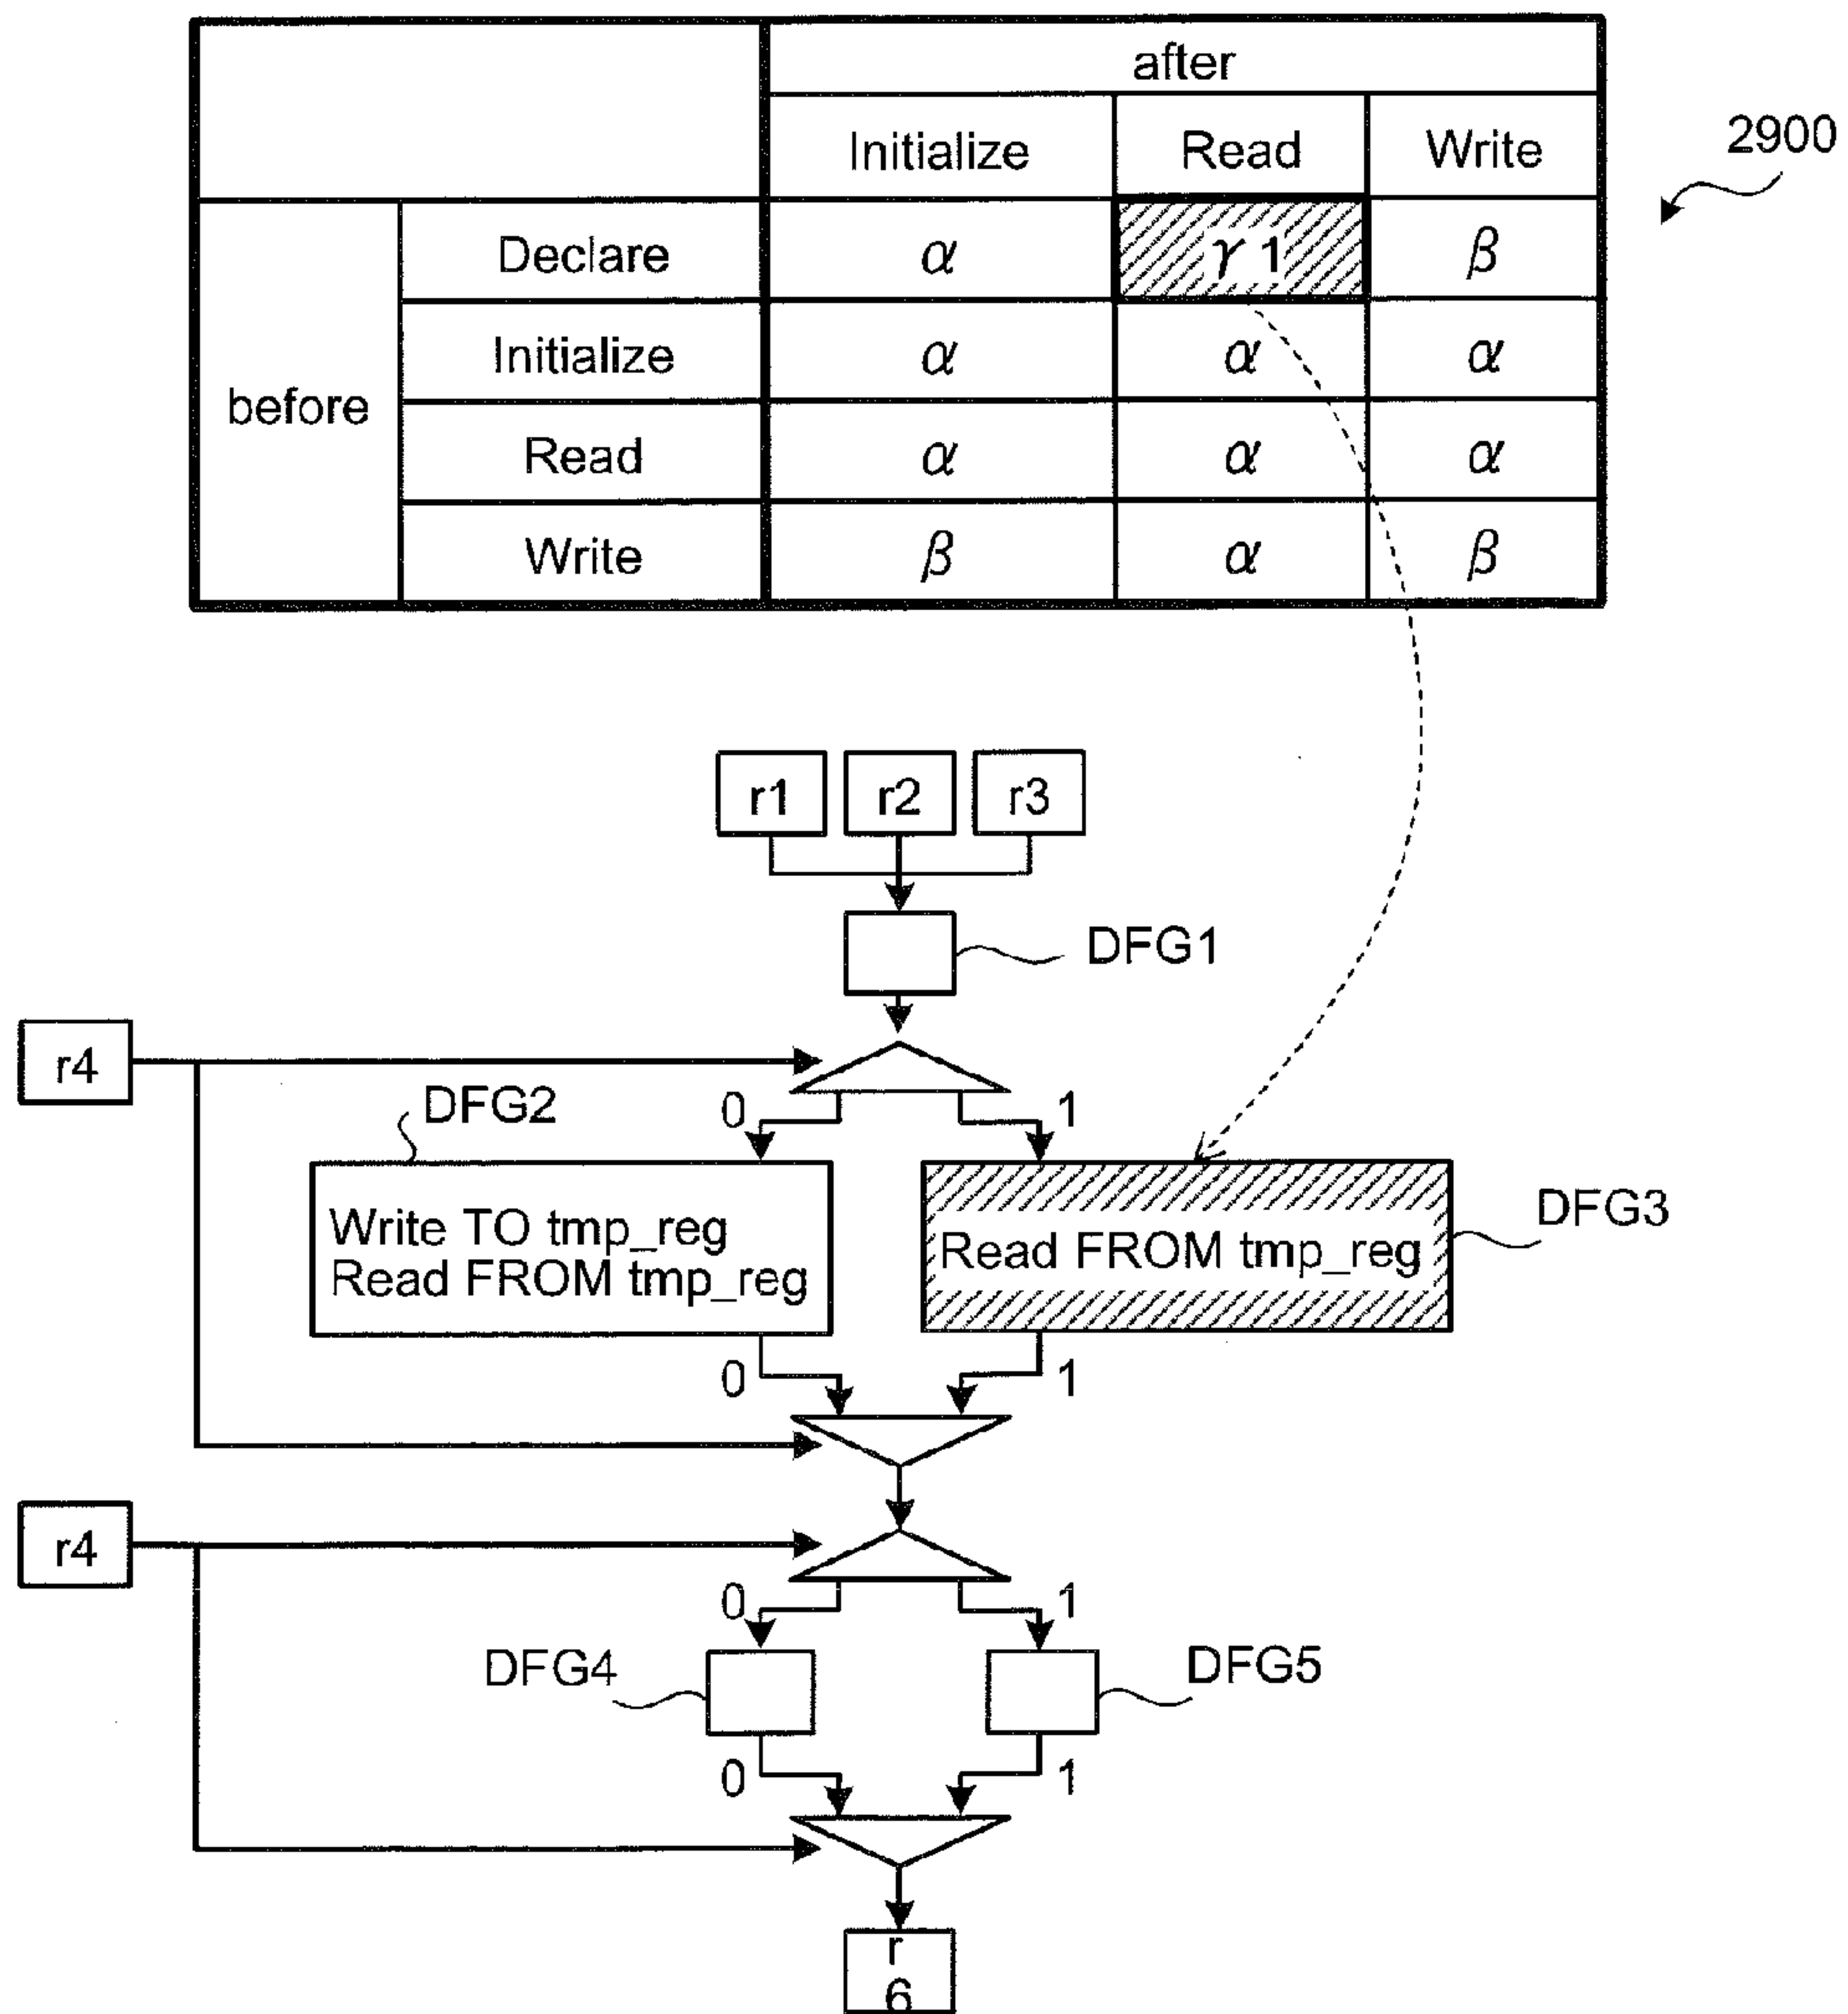 after
Initialize Read Write
2900
before
Declare α γ 1 β
Initialize α α α
Read α α α
Write β α β
r1 r2 r3
DFG1
r4
DFG2
0 1
Write TO tmp_reg
Read FROM tmp_reg
Read FROM tmp_reg
DFG3
0 1
r4
0 1
DFG4
DFG5
0 1
r
6